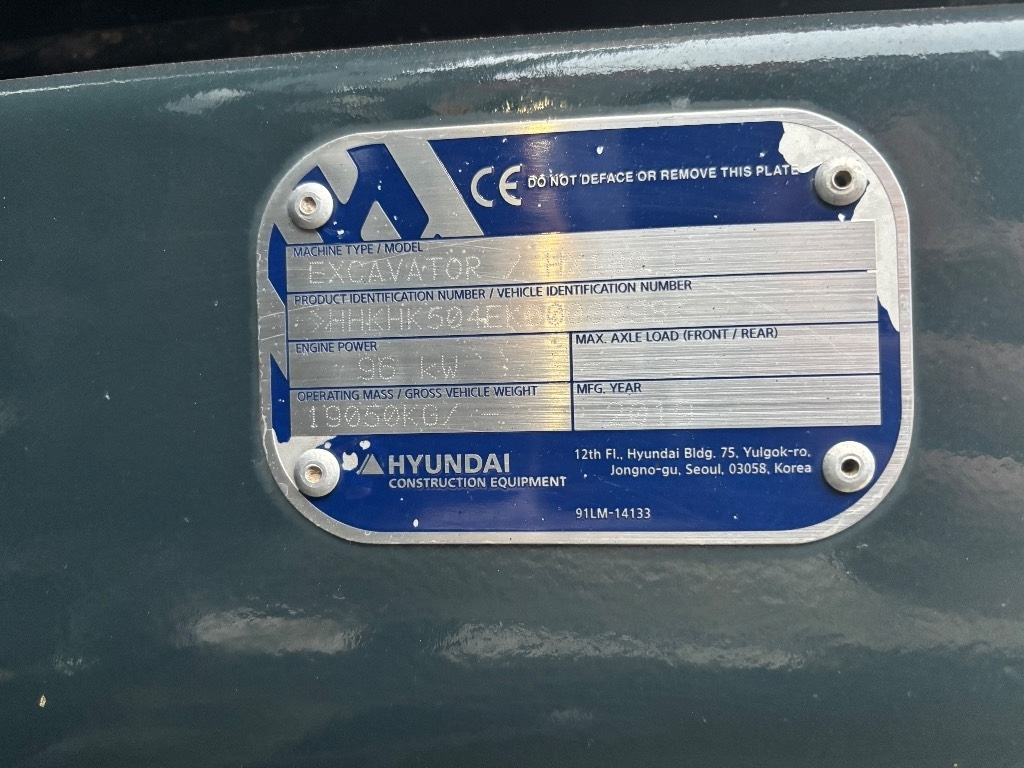 CE DO NOT DEFACE OR REMOVE THIS PLATE
MACHINE TYPE / MODEL
EXCAVATOR /
PRODUCT IDENTIFICATION NUMBER / VEHICLE IDENTIFICATION NUMBER
ENGINE POWER
96 kW
MAX. AXLE LOAD (FRONT / REAR)
OPERATING MASS / GROSS VEHICLE WEIGHT
19050KG/ -
MFG. YEAR
HYUNDAI
CONSTRUCTION EQUIPMENT
12th Fl., Hyundai Bldg. 75, Yulgok-ro,
Jongno-gu, Seoul, 03058, Korea
91LM-14133